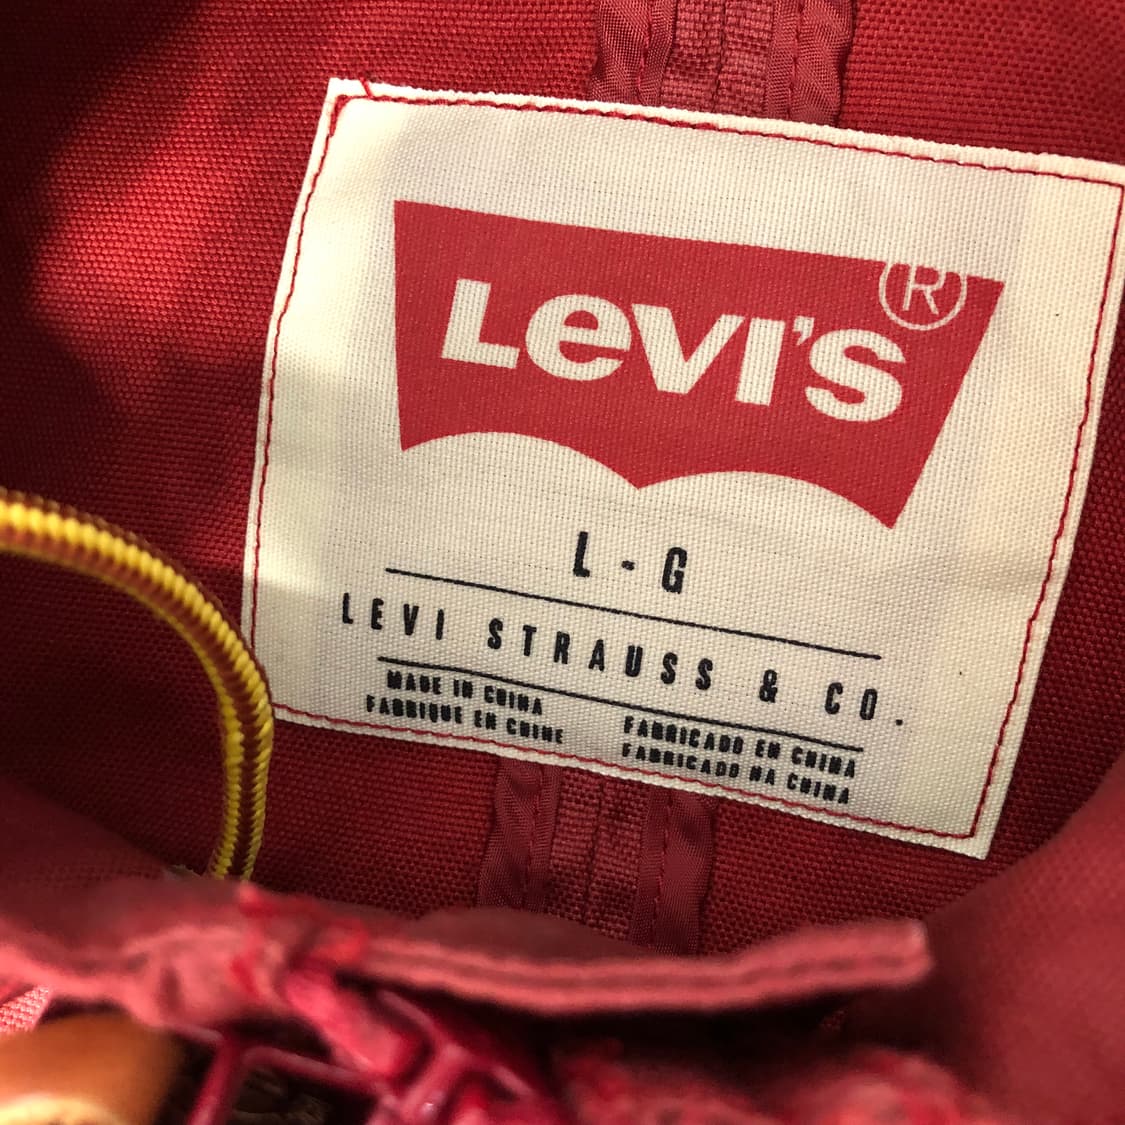 LEVI'S®
L-G
LEVI STRAUSS & CO.
MADE IN CHINA
FABRIQUE EN CHINE
FABRICADO EN CHINA
FABRICADO NA CHINA